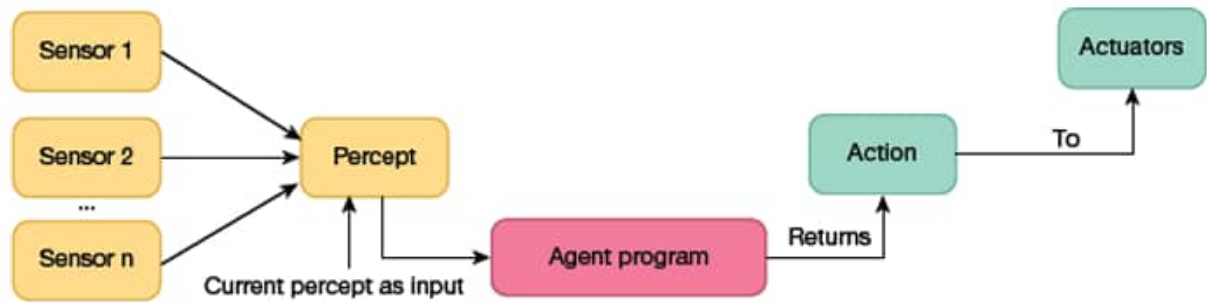 Sensor 1
Actuators
Sensor 2
Percept
Action
To
...
Sensor n
Agent program
Returns
Current percept as input